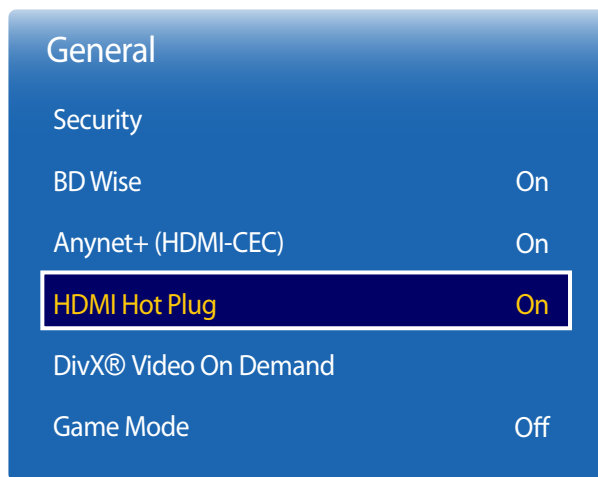 General
Security
BD Wise On
Anynet+ (HDMI-CEC) On
HDMI Hot Plug On
DivX® Video On Demand
Game Mode Off